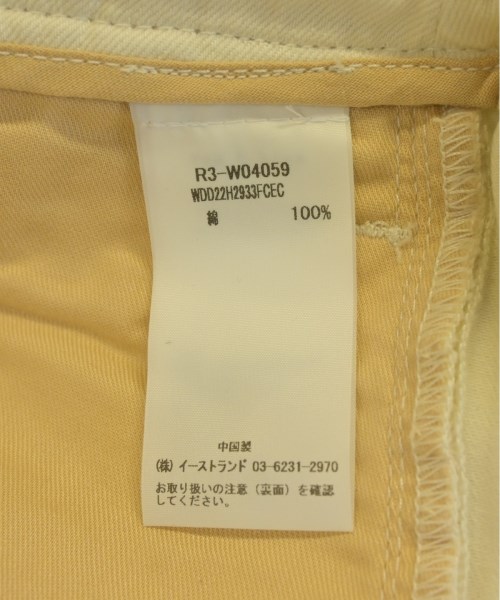 R3-W04059
WDD22H2933FCEC
綿 100%
中国製
(株) イーストランド 03-6231-2970
お取り扱いの注意 (裏面) を確認
してください。